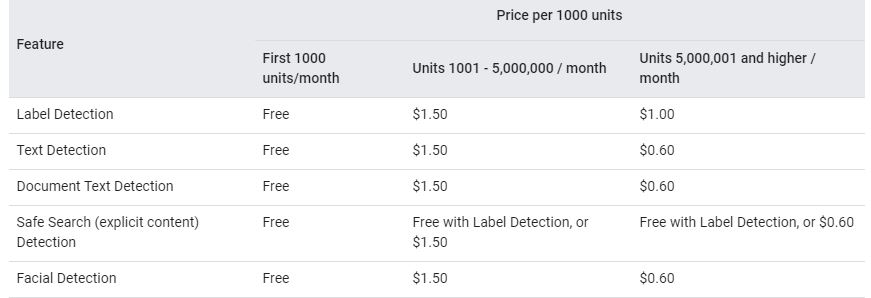 Price per 1000 units
Feature
First 1000
units/month
Units 1001 - 5,000,000 / month
Units 5,000,001 and higher /
month
Label Detection Free $1.50 $1.00
Text Detection Free $1.50 $0.60
Document Text Detection Free $1.50 $0.60
Safe Search (explicit content) Free Free with Label Detection, or Free with Label Detection, or $0.60
Detection $1.50
Facial Detection Free $1.50 $0.60